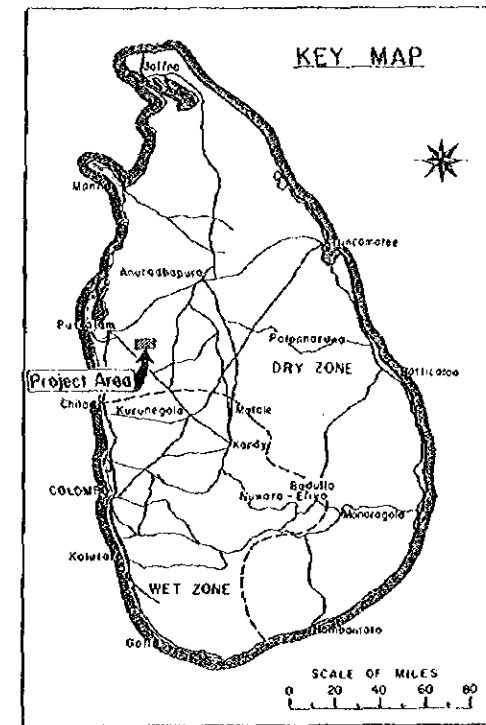 KEY MAP
Jaffna
Mannar
Trincomalee
Anuradhapura
Puttalam
Polonnaruwa
DRY ZONE
Batticaloa
Project Area
Chilaw
Kurunegala
Matale
Kandy
Badulla
Nuwara-Eliya
COLOMBO
Monaragala
Kalutara
WET ZONE
Hambantota
Galle
SCALE OF MILES
0 20 40 60 80